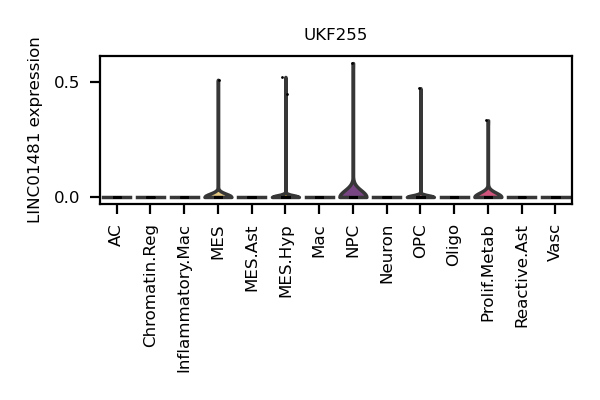 UKF255
LINC01481 expression
0.5
0.0
AC
Chromatin.Reg
Inflammatory.Mac
MES
MES.Ast
MES.Hyp
Mac
NPC
Neuron
OPC
Oligo
Prolif.Metab
Reactive.Ast
Vasc